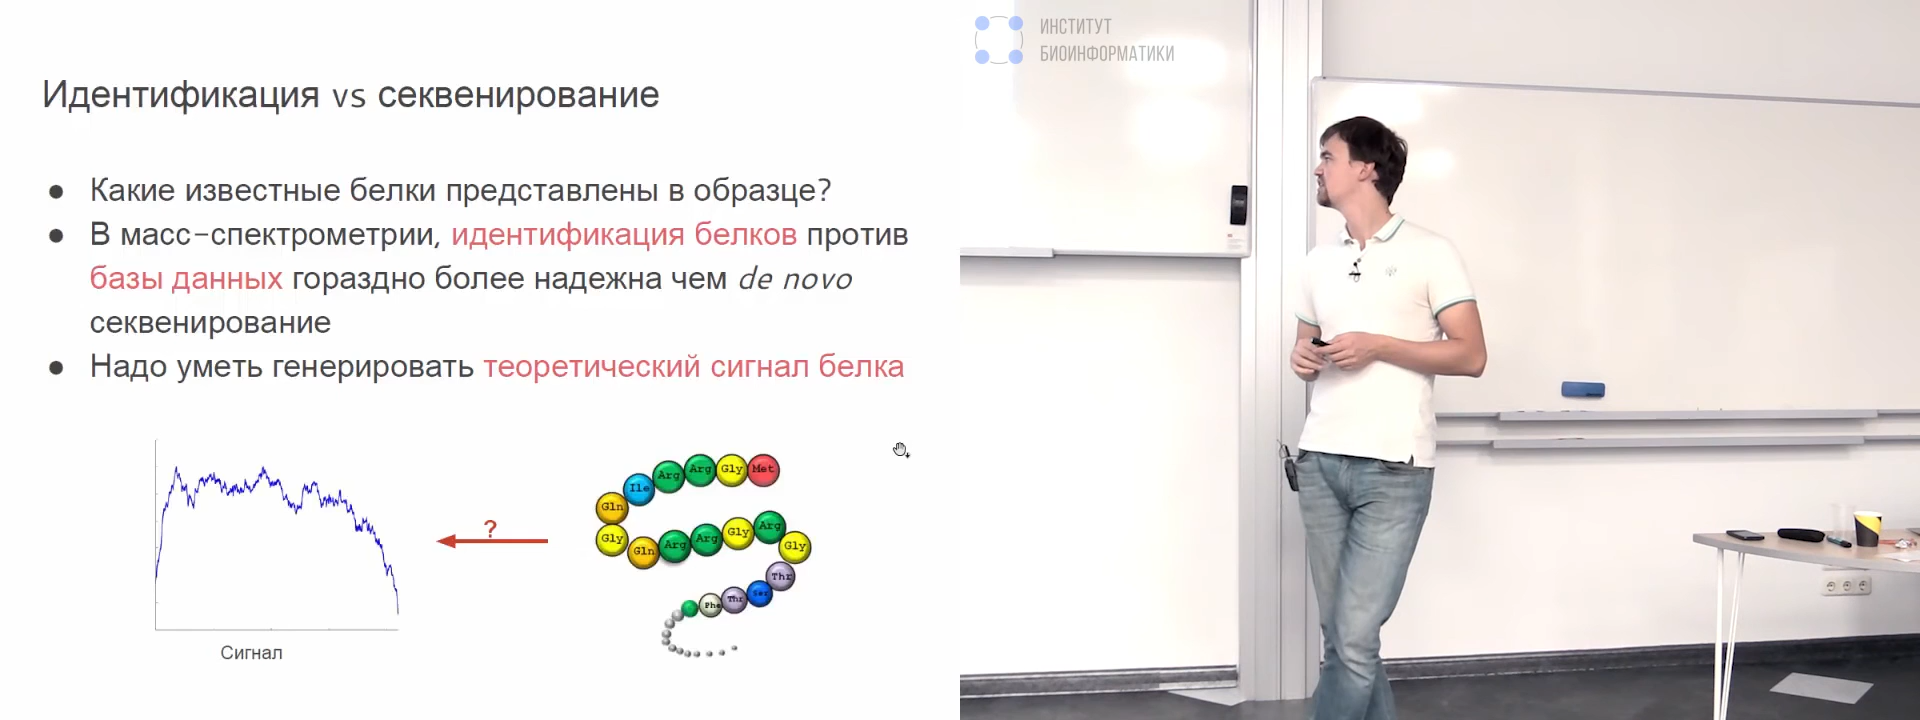 Идентификация vs секвенирование
● Какие известные белки представлены в образце?
● В масс-спектрометрии, идентификация белков против
базы данных гораздно более надежна чем de novo
секвенирование
● Надо уметь генерировать теоретический сигнал белка
?
Сигнал
Met
Gly
Arg
Arg
Ile
Gln
Gly
Gln
Arg
Arg
Gly
Arg
Gly
Thr
Ser
Thr
Phe
ИНСТИТУТ
БИОИНФОРМАТИКИ